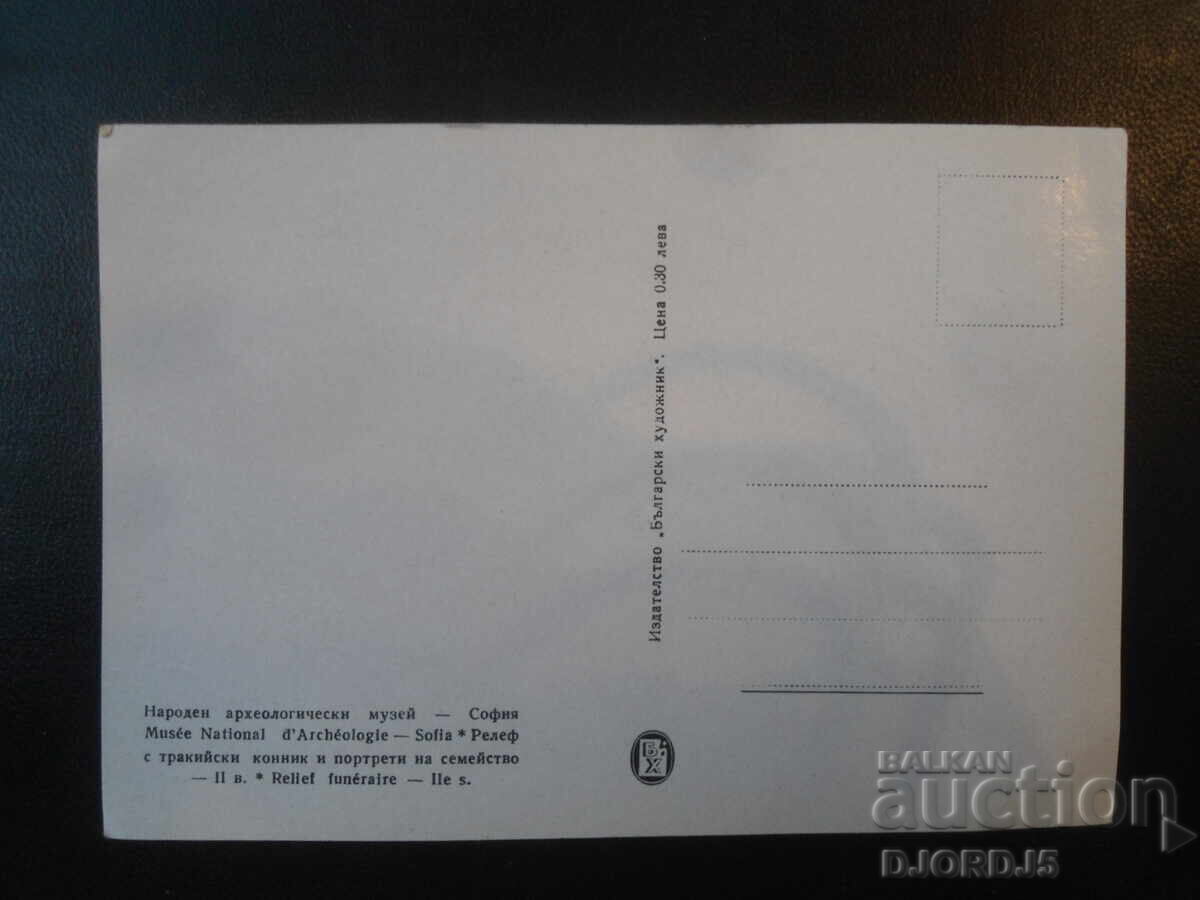 Народен археологически музей — София
Musée National d'Archéologie — Sofia * Релеф
с тракийски конник и портрети на семейство
— II в. * Relief funéraire — IIe s.
Издателство „Български художник“. Цена 0.30 лева
БХ
BALKAN
auction
DJORDJ5